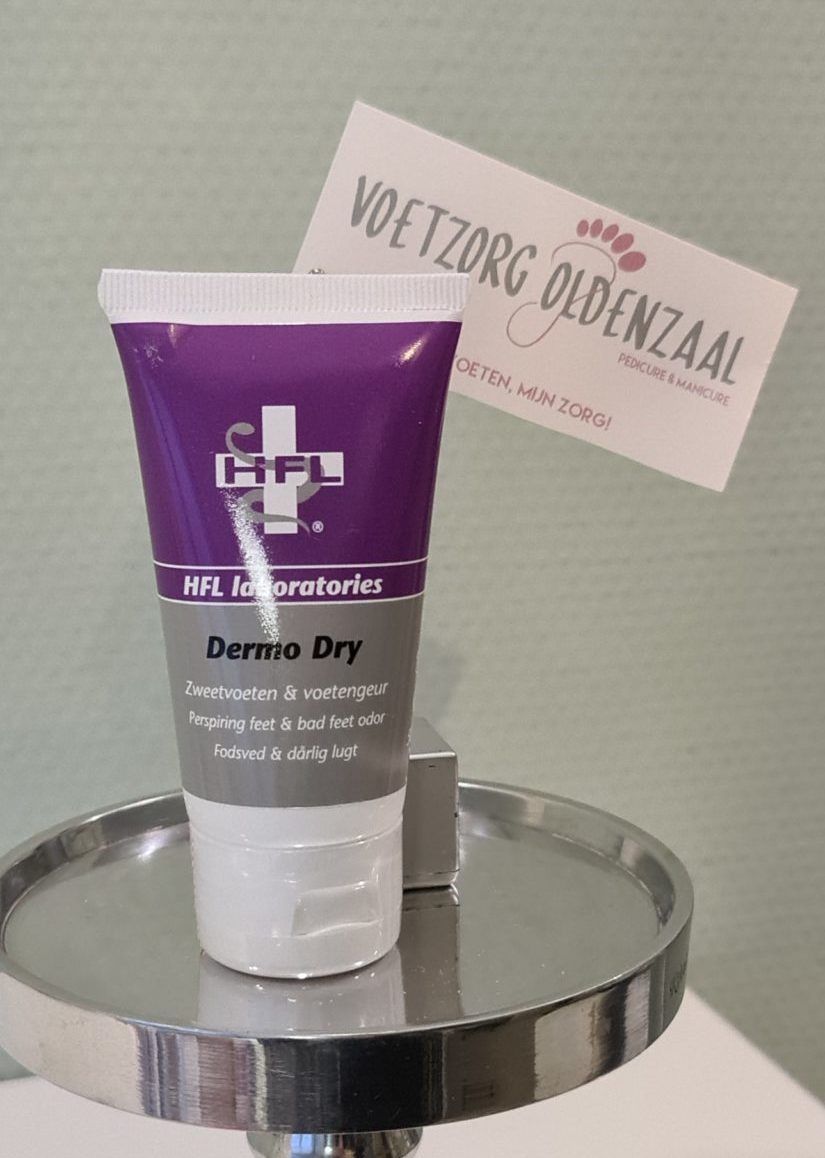 VOETZORG OLDENZAAL
PEDICURE & MANICURE
VOETEN, MIJN ZORG!
HFL
®
HFL laboratories
Dermo Dry
Zweetvoeten & voetengeur
Perspiring feet & bad feet odor
Fodsved & dårlig lugt